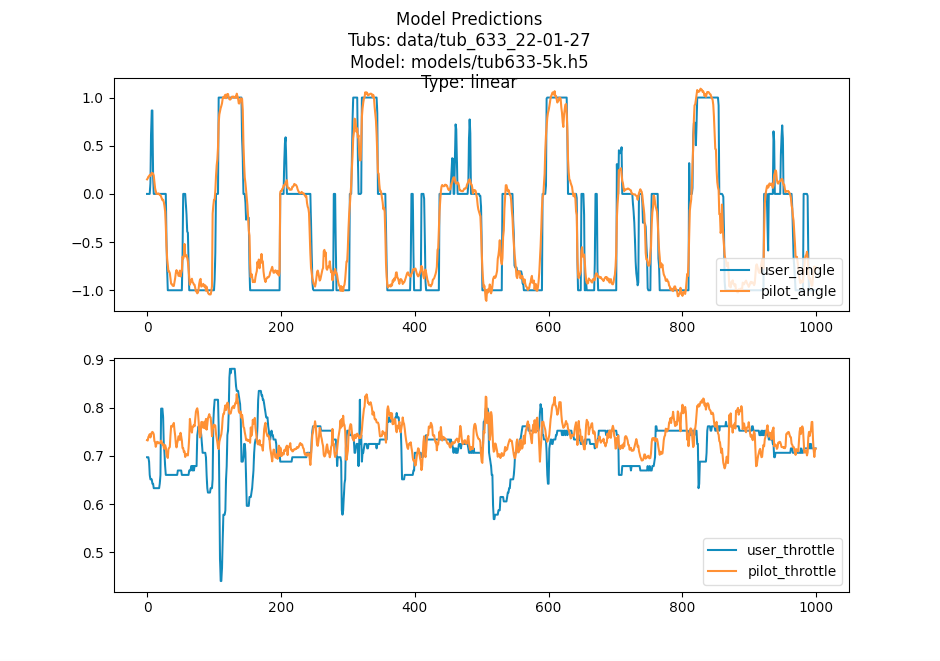 Model Predictions
Tubs: data/tub_633_22-01-27
Model: models/tub633-5k.h5
Type: linear
1.0
0.5
0.0
−0.5
−1.0
user_angle
pilot_angle
0 200 400 600 800 1000
0.9
0.8
0.7
0.6
0.5
user_throttle
pilot_throttle
0 200 400 600 800 1000